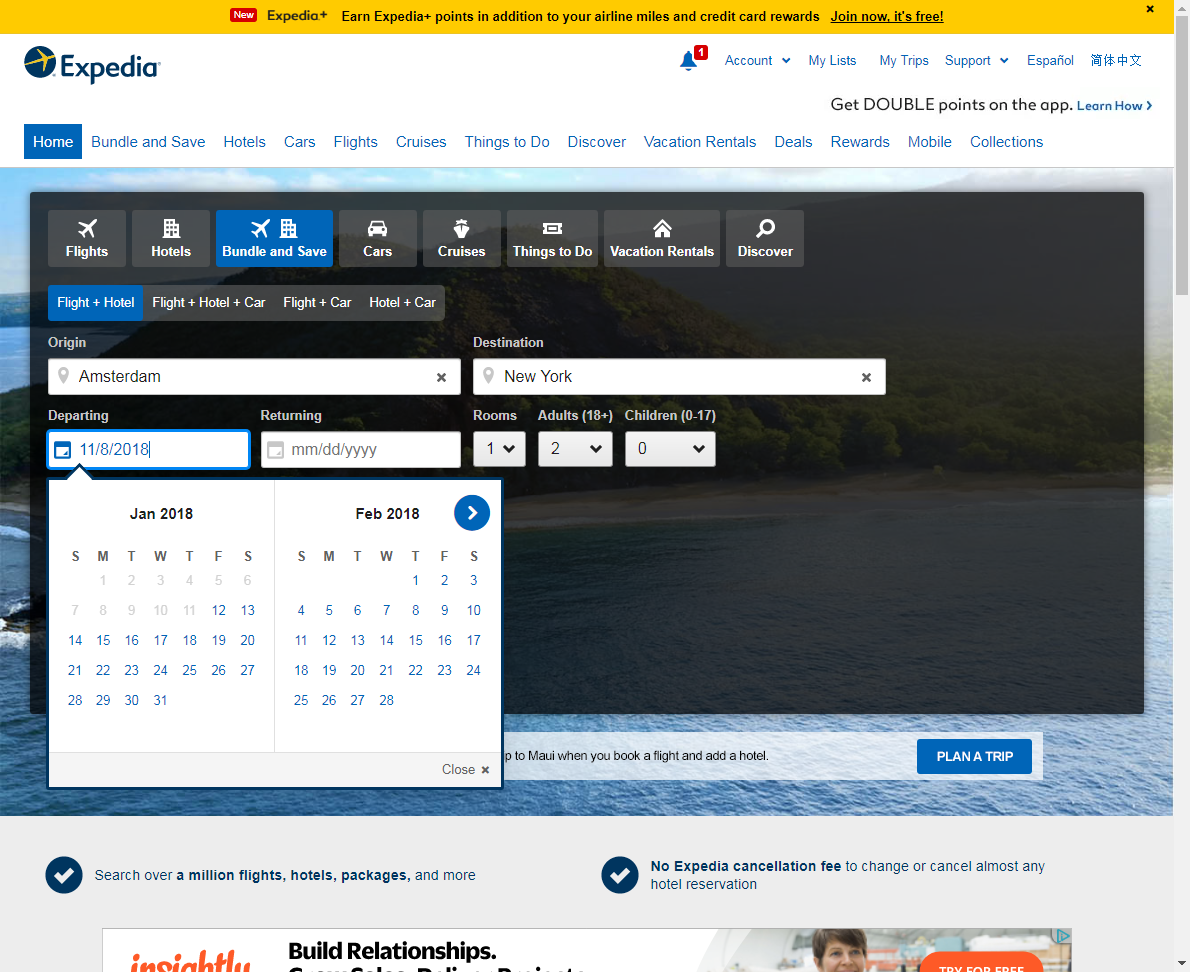 New Expedia+ Earn Expedia+ points in addition to your airline miles and credit card rewards Join now, it's free!
Expedia
1 Account My Lists My Trips Support Español 简体中文
Get DOUBLE points on the app. Learn How
Home Bundle and Save Hotels Cars Flights Cruises Things to Do Discover Vacation Rentals Deals Rewards Mobile Collections
Flights Hotels Bundle and Save Cars Cruises Things to Do Vacation Rentals Discover
Flight + Hotel Flight + Hotel + Car Flight + Car Hotel + Car
Origin Destination
Amsterdam New York
Departing Returning Rooms Adults (18+) Children (0-17)
11/8/2018 mm/dd/yyyy 1 2 0
Jan 2018 Feb 2018
S M T W T F S S M T W T F S
1 2 3 4 5 6 1 2 3
7 8 9 10 11 12 13 4 5 6 7 8 9 10
14 15 16 17 18 19 20 11 12 13 14 15 16 17
21 22 23 24 25 26 27 18 19 20 21 22 23 24
28 29 30 31 25 26 27 28
Close
p to Maui when you book a flight and add a hotel. PLAN A TRIP
Search over a million flights, hotels, packages, and more
No Expedia cancellation fee to change or cancel almost any
hotel reservation
insightly
Build Relationships.
Grow Sales. Deliver Projects.
TRY FOR FREE